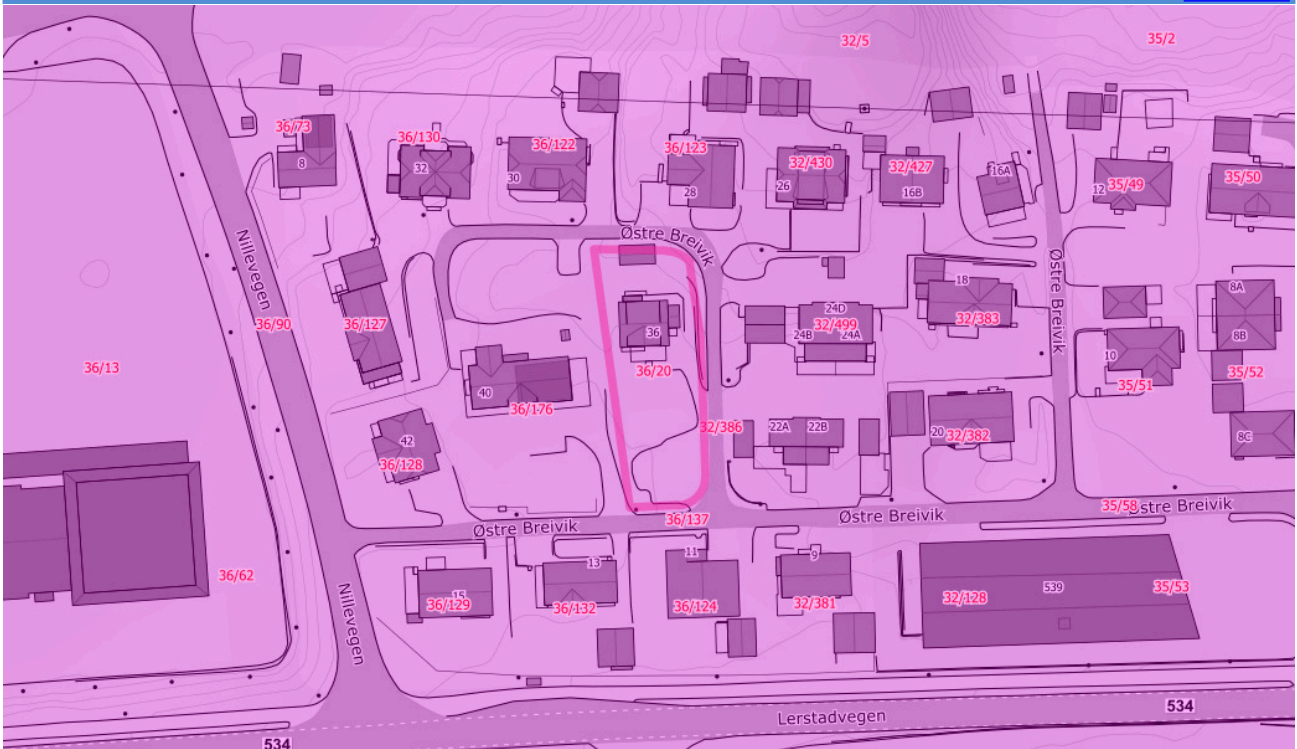 32/5
35/2
36/73
8
36/130
32
36/122
30
36/123
28
32/430
26
32/427
16B
16A
12
35/49
35/50
Østre Breivik
Nillevegen
Østre Breivik
36/90
36/127
36/13
36
36/20
24D
32/499
24B
24A
18
32/383
8A
8B
10
35/51
35/52
40
36/176
42
36/128
32/386
22A
22B
20
32/382
8C
Østre Breivik
36/137
Østre Breivik
35/58
Østre Breivik
36/62
Nillevegen
15
36/129
13
36/132
11
36/124
9
32/381
32/128
539
35/53
Lerstadvegen
534
534